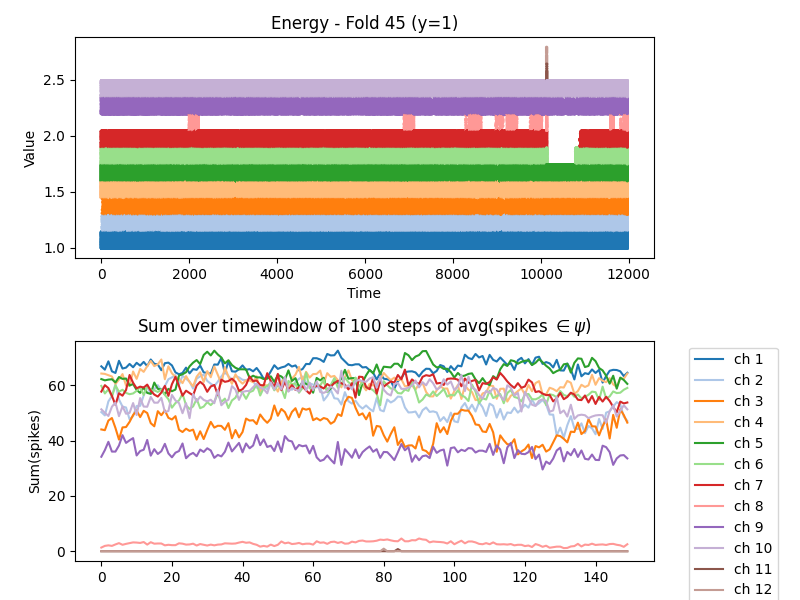 Energy - Fold 45 (y=1)
2.5
2.0
1.5
1.0
Value
0 2000 4000 6000 8000 10000 12000
Time
Sum over timewindow of 100 steps of avg(spikes ∈ ψ)
60
40
20
0
Sum(spikes)
0 20 40 60 80 100 120 140
ch 1
ch 2
ch 3
ch 4
ch 5
ch 6
ch 7
ch 8
ch 9
ch 10
ch 11
ch 12